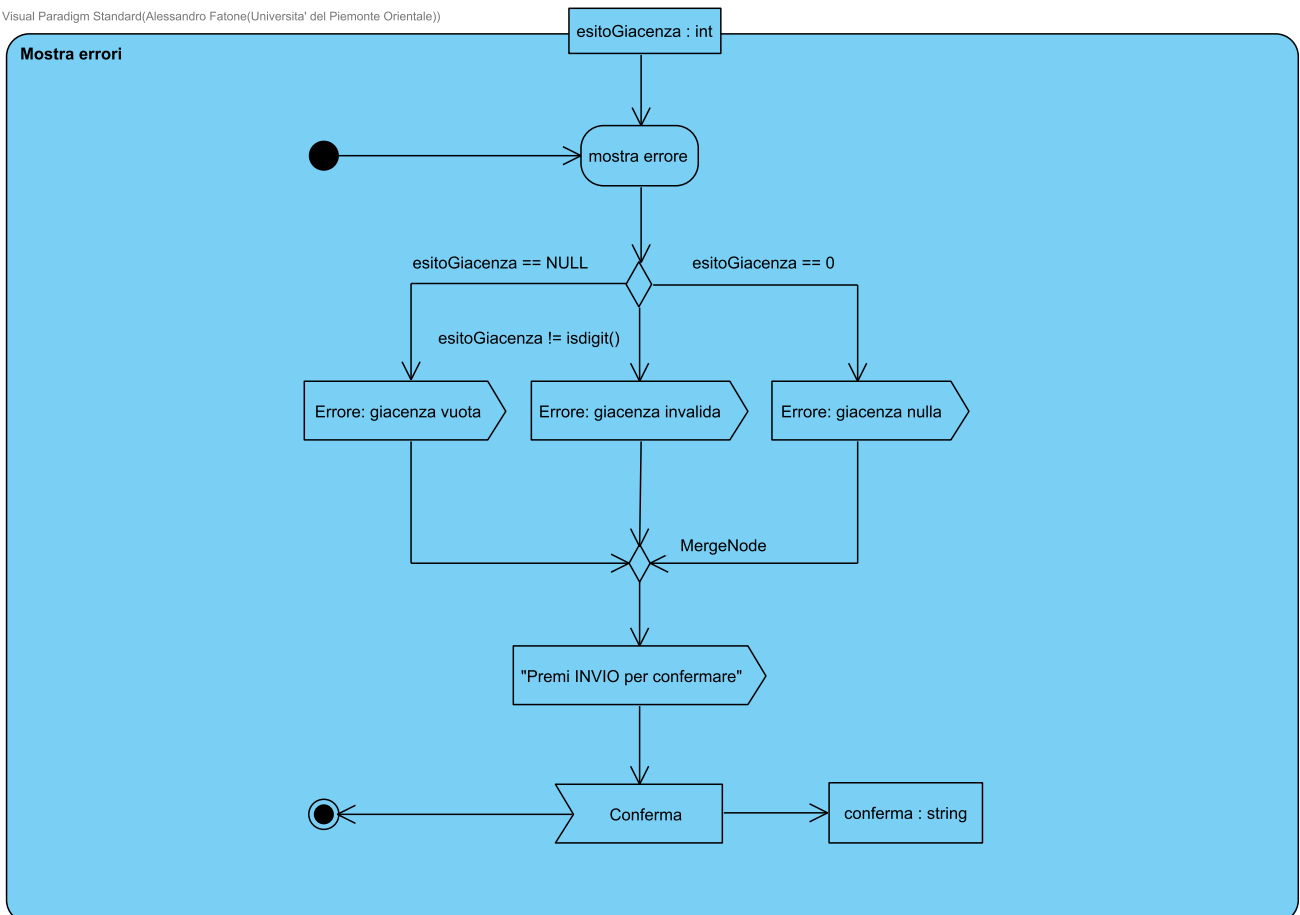 Visual Paradigm Standard(Alessandro Fatone(Universita' del Piemonte Orientale))
esitoGiacenza : int
Mostra errori
mostra errore
esitoGiacenza == NULL
esitoGiacenza == 0
esitoGiacenza != isdigit()
Errore: giacenza vuota
Errore: giacenza invalida
Errore: giacenza nulla
MergeNode
"Premi INVIO per confermare"
Conferma
conferma : string